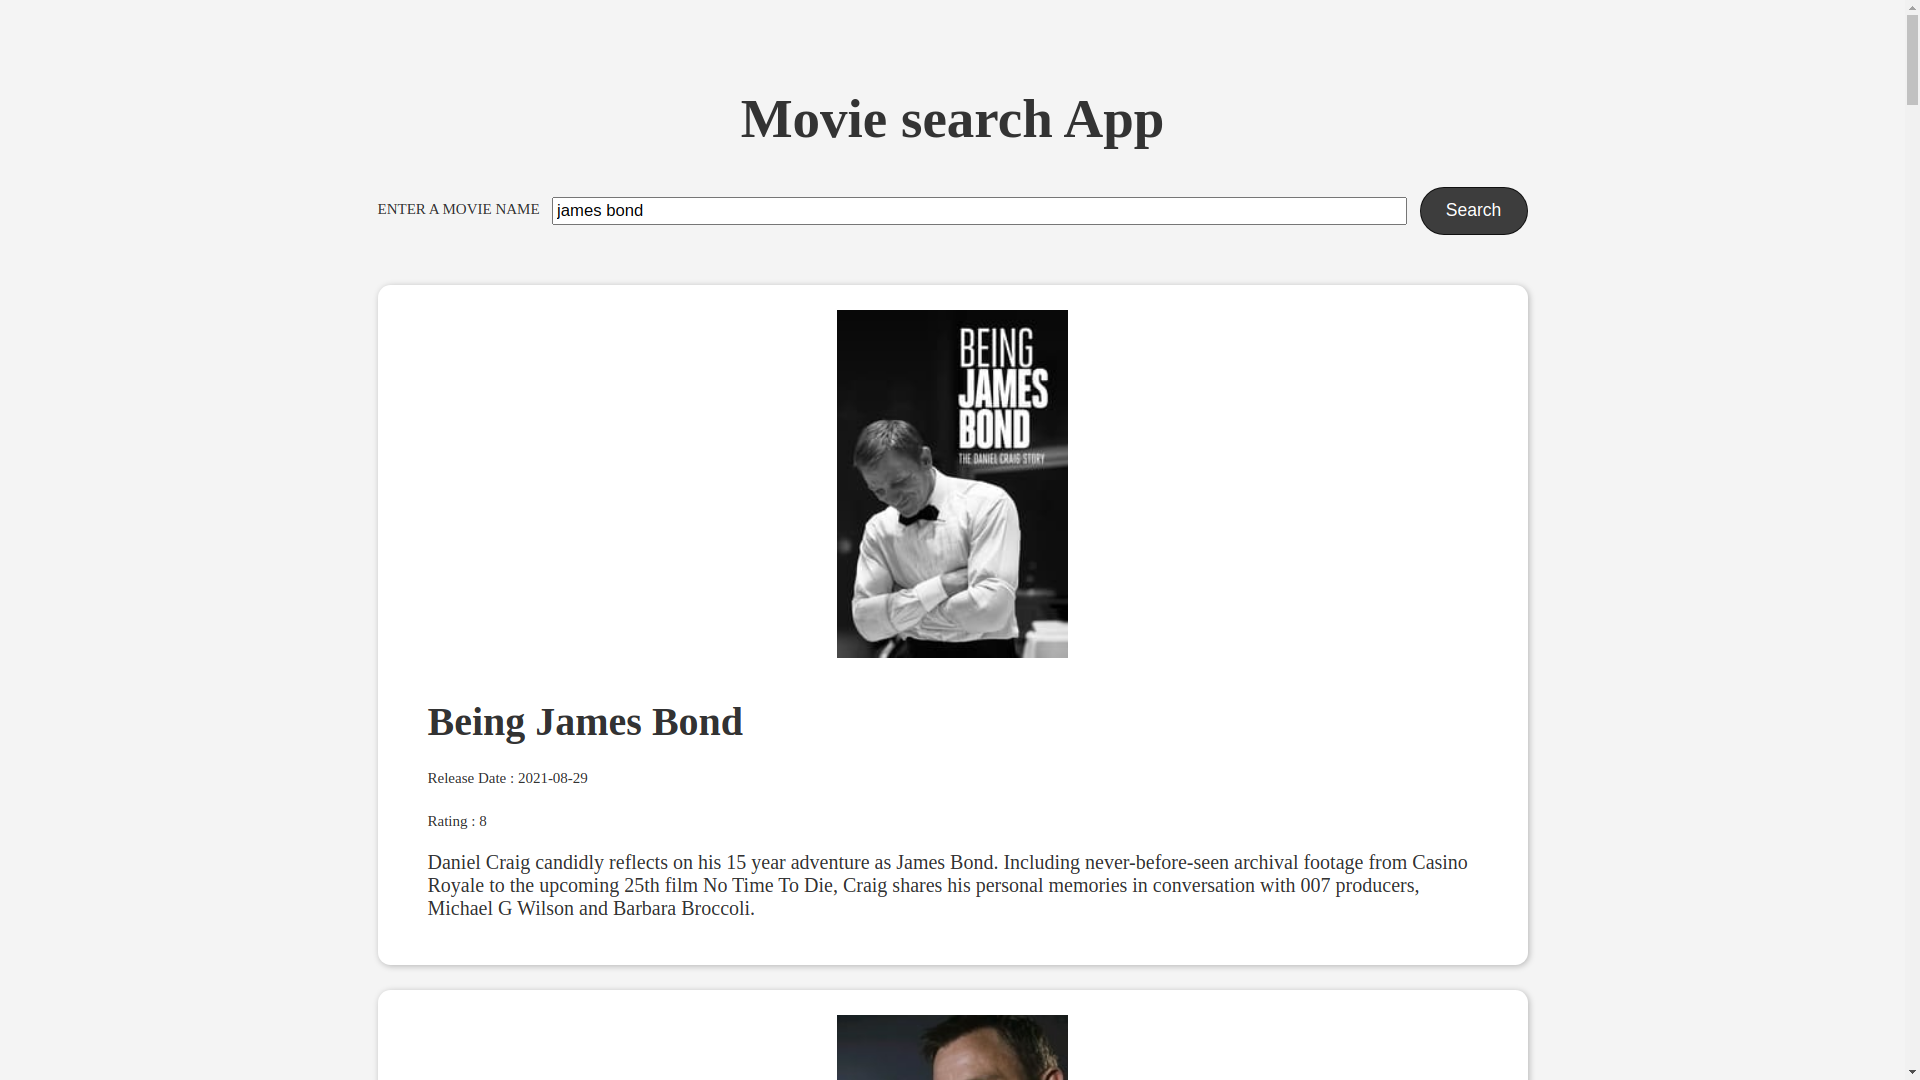 Movie search App
ENTER A MOVIE NAME james bond Search
BEING
JAMES
BOND
THE DANIEL CRAIG STORY
Being James Bond
Release Date : 2021-08-29
Rating : 8
Daniel Craig candidly reflects on his 15 year adventure as James Bond. Including never-before-seen archival footage from Casino
Royale to the upcoming 25th film No Time To Die, Craig shares his personal memories in conversation with 007 producers,
Michael G Wilson and Barbara Broccoli.